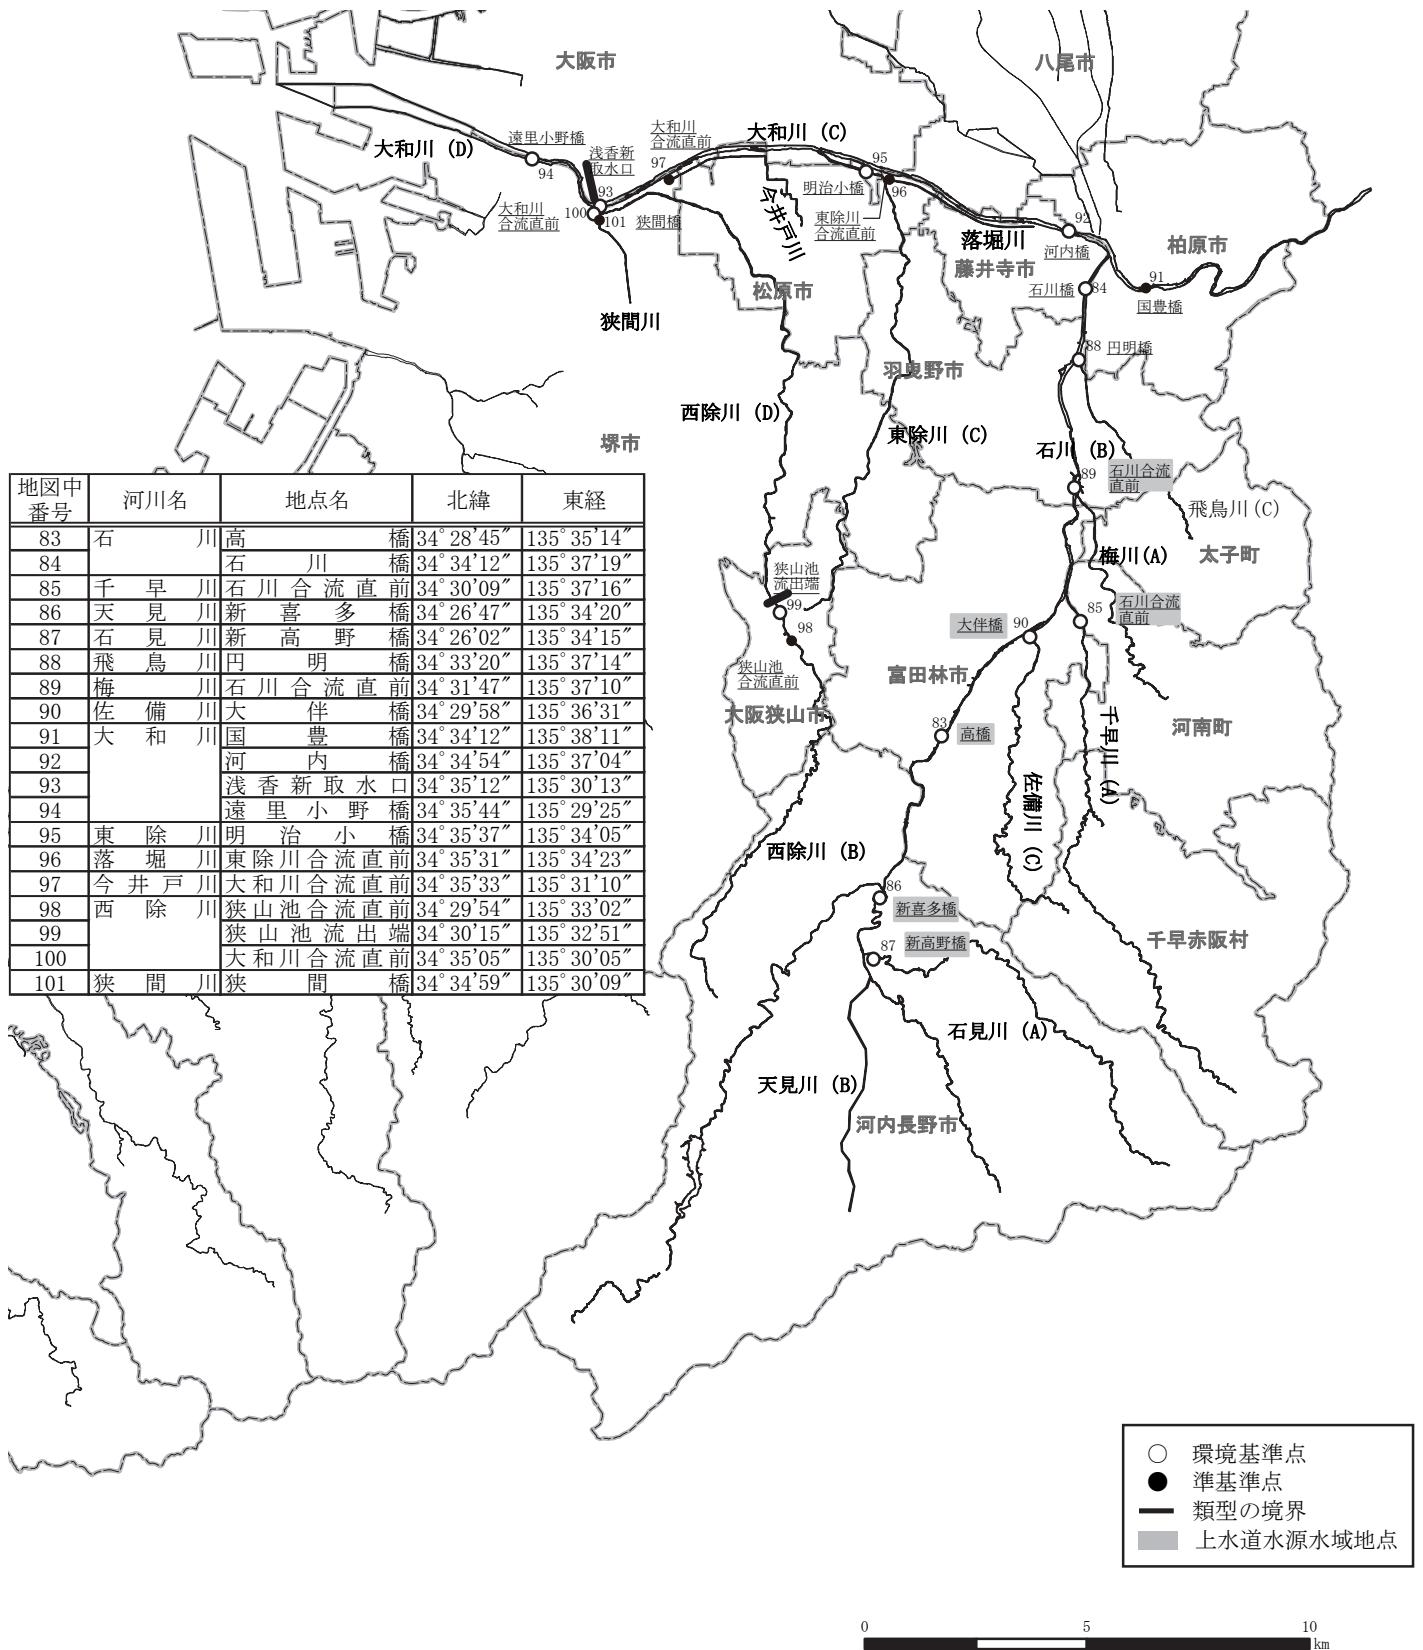 大阪市
八尾市
遠里小野橋
大和川
合流直前
大和川 (C)
大和川 (D)
浅香新
取水口
97
95
94
明治小橋
96
93
今井戸川
大和川
合流直前
100
101
狭間橋
東除川
合流直前
92
落堀川
河内橋
柏原市
藤井寺市
91
松原市
石川橋
84
国豊橋
狭間川
88
円明橋
羽曳野市
西除川 (D)
東除川 (C)
堺市
石川 (B)
89
石川合流
直前
飛鳥川 (C)
梅川(A)
太子町
狭山池
流出端
99
石川合流
直前
85
大伴橋
90
98
狭山池
合流直前
富田林市
大阪狭山市
83
高橋
千早川 (A)
河南町
佐備川 (C)
西除川 (B)
86
新喜多橋
87
新高野橋
千早赤阪村
石見川 (A)
天見川 (B)
河内長野市
地図中番号 河川名 地点名 北緯 東経
83 石川 高橋 34°28′45″ 135°35′14″
84 石川橋 34°34′12″ 135°37′19″
85 千早川 石川合流直前 34°30′09″ 135°37′16″
86 天見川 新喜多橋 34°26′47″ 135°34′20″
87 石見川 新高野橋 34°26′02″ 135°34′15″
88 飛鳥川 円明橋 34°33′20″ 135°37′14″
89 梅川 石川合流直前 34°31′47″ 135°37′10″
90 佐備川 大伴橋 34°29′58″ 135°36′31″
91 大和川 国豊橋 34°34′12″ 135°38′11″
92 河内橋 34°34′54″ 135°37′04″
93 浅香新取水口 34°35′12″ 135°30′13″
94 遠里小野橋 34°35′44″ 135°29′25″
95 東除川 明治小橋 34°35′37″ 135°34′05″
96 落堀川 東除川合流直前 34°35′31″ 135°34′23″
97 今井戸川 大和川合流直前 34°35′33″ 135°31′10″
98 西除川 狭山池合流直前 34°29′54″ 135°33′02″
99 狭山池流出端 34°30′15″ 135°32′51″
100 大和川合流直前 34°35′05″ 135°30′05″
101 狭間川 狭間橋 34°34′59″ 135°30′09″
環境基準点
準基準点
類型の境界
上水道水源水域地点
0 5 10
km